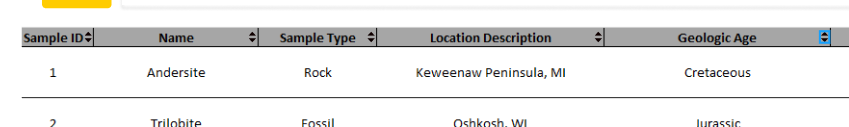 Sample ID Name Sample Type Location Description Geologic Age
1 Andersite Rock Keweenaw Peninsula, MI Cretaceous
2 Trilobite Fossil Oshkosh, WI Jurassic